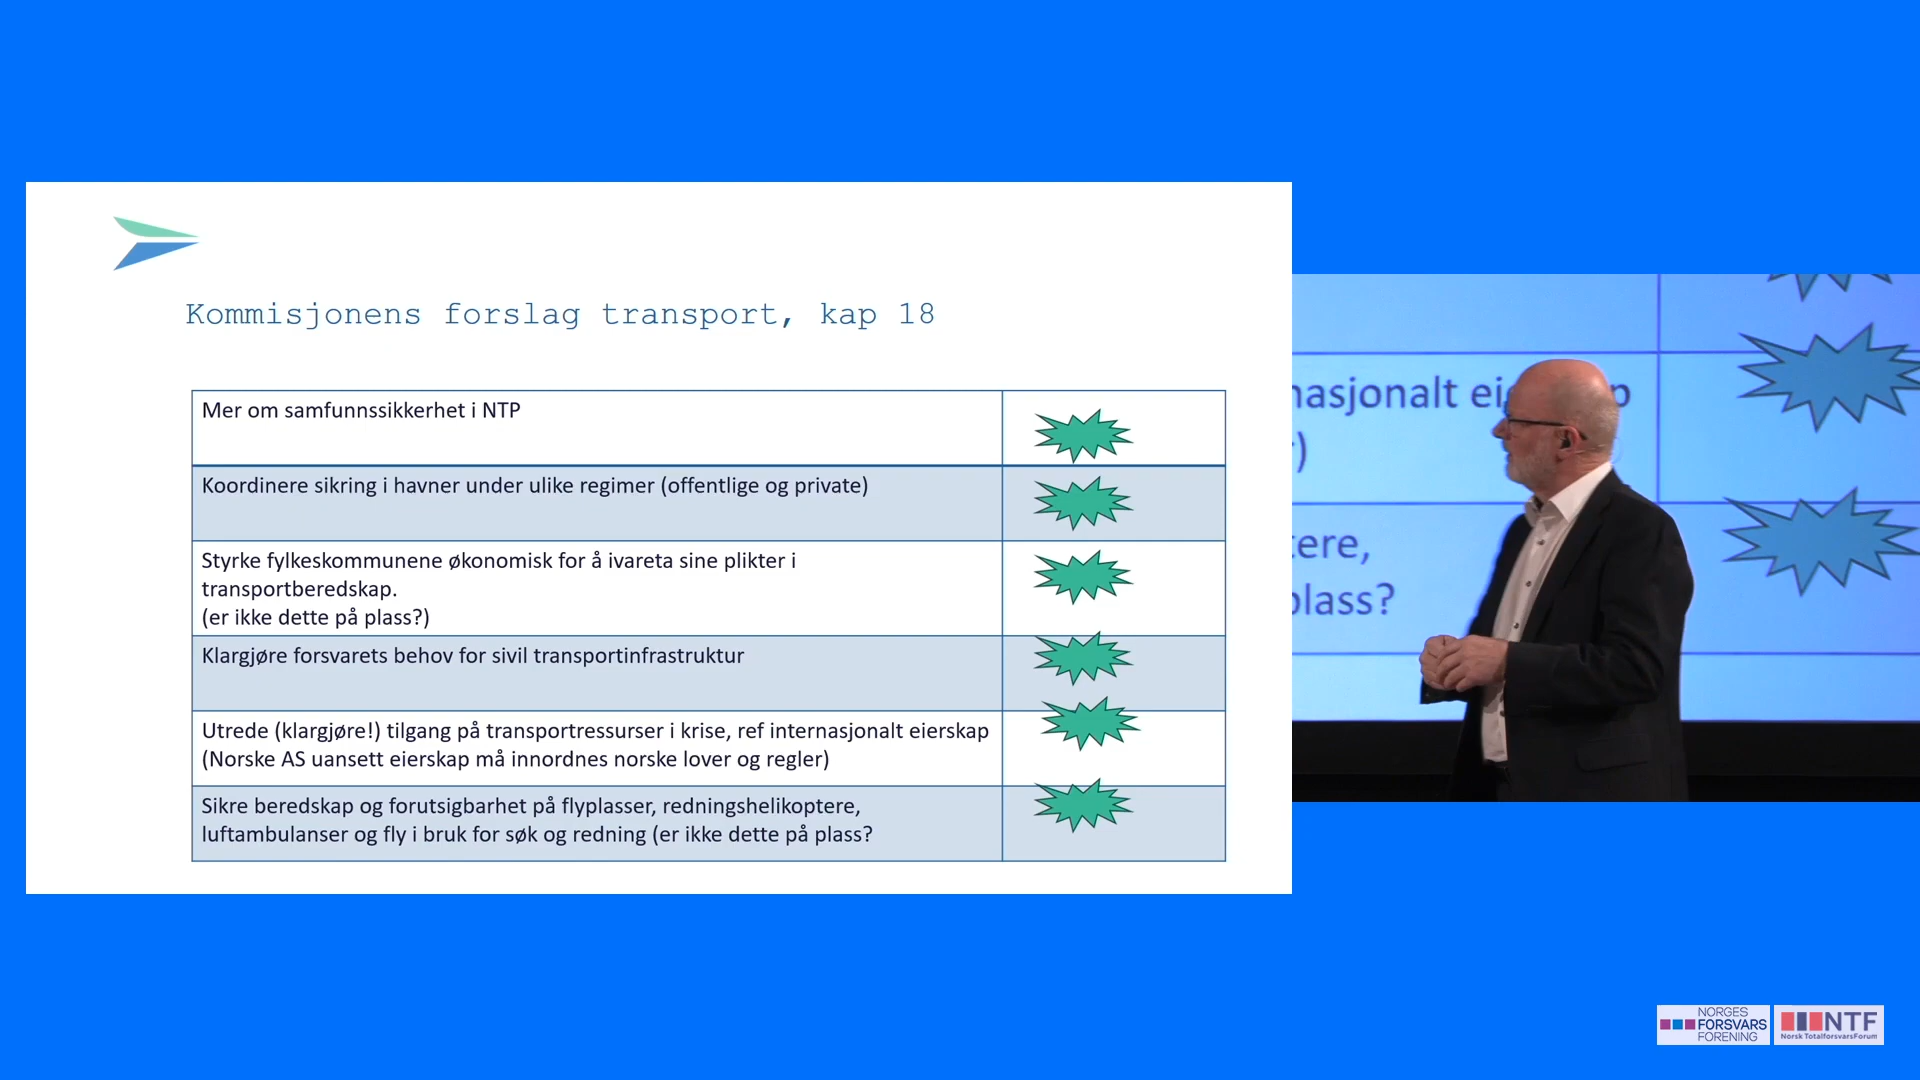 Kommisjonens forslag transport, kap 18
Mer om samfunnssikkerhet i NTP
Koordinere sikring i havner under ulike regimer (offentlige og private)
Styrke fylkeskommunene økonomisk for å ivareta sine plikter i
transportberedskap.
(er ikke dette på plass?)
Klargjøre forsvarets behov for sivil transportinfrastruktur
Utrede (klargjøre!) tilgang på transportressurser i krise, ref internasjonalt eierskap
(Norske AS uansett eierskap må innordnes norske lover og regler)
Sikre beredskap og forutsigbarhet på flyplasser, redningshelikoptere,
luftambulanser og fly i bruk for søk og redning (er ikke dette på plass?
nasjonalt ei p
)
tere,
plass?
NORGES
FORSVARS
FORENING
NTF
Norsk TotalforsvarsForum